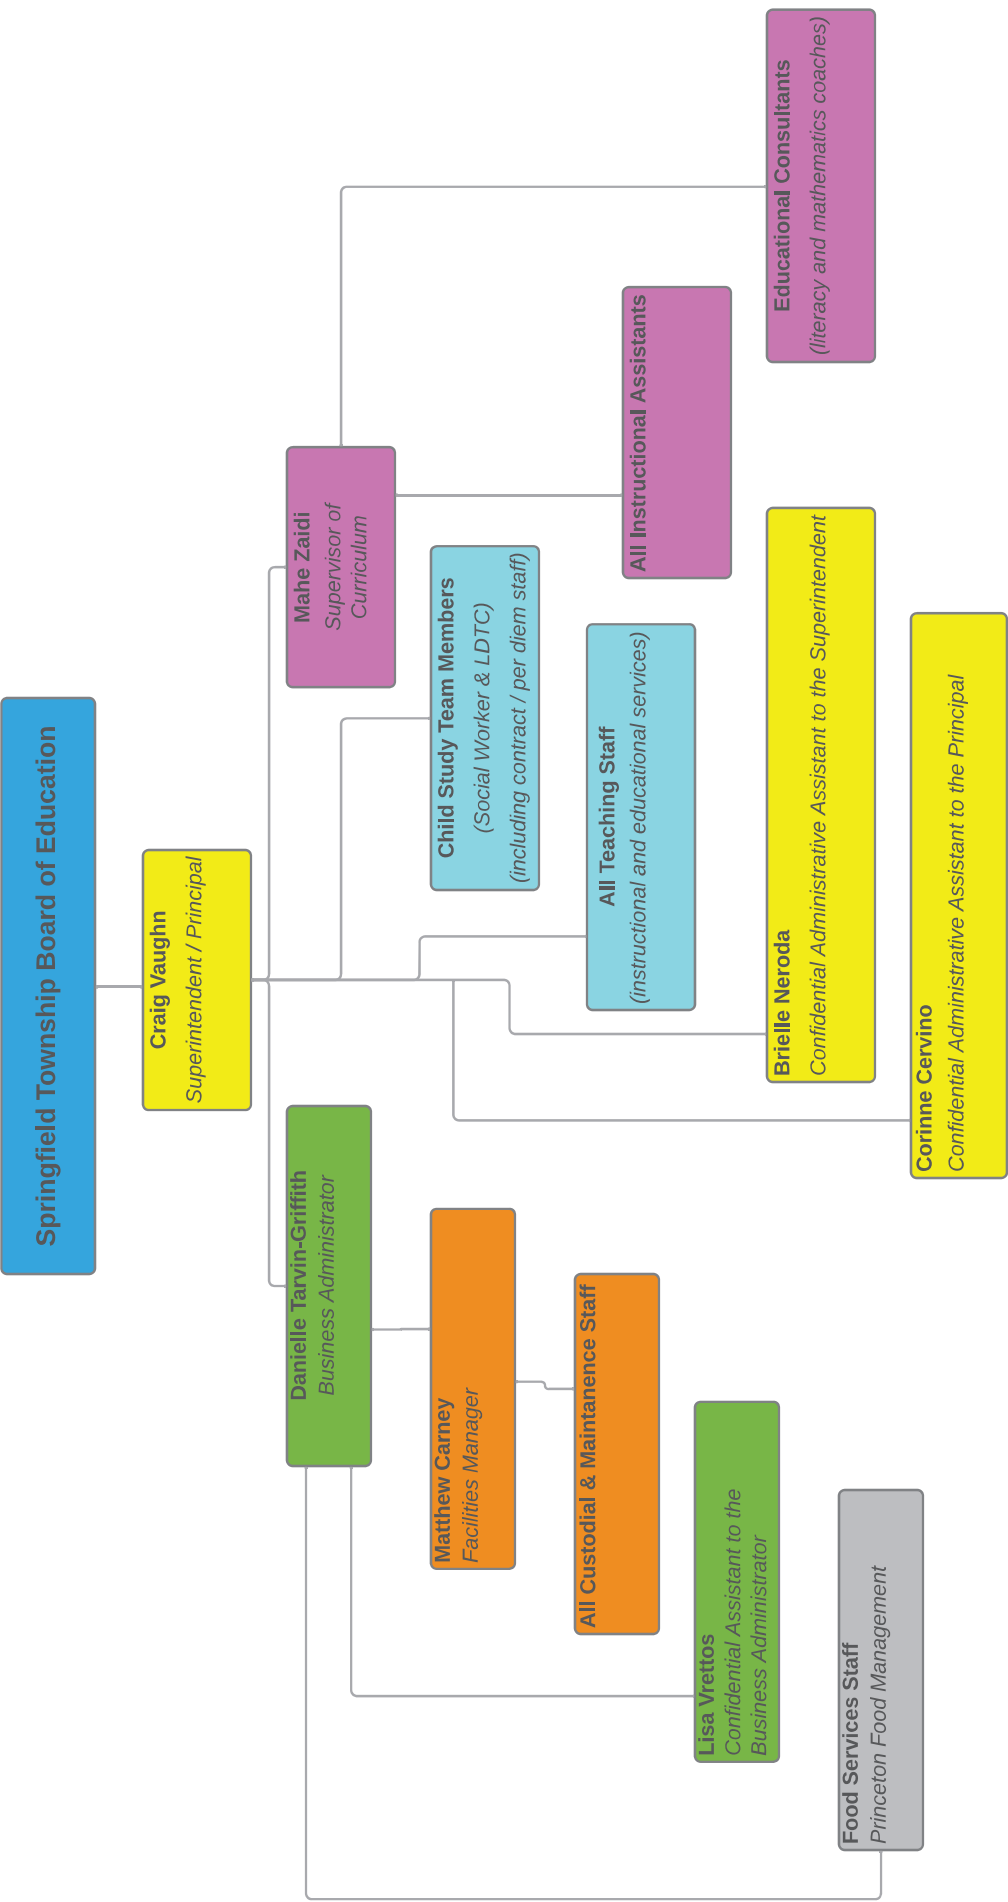 Springfield Township Board of Education
Craig Vaughn
Superintendent / Principal
Danielle Tarvin-Griffith
Business Administrator
Mahe Zaidi
Supervisor of
Curriculum
Matthew Carney
Facilities Manager
Child Study Team Members
(Social Worker & LDTC)
(including contract / per diem staff)
All Custodial & Maintanence Staff
All Teaching Staff
(instructional and educational services)
All Instructional Assistants
Lisa Vrettos
Confidential Assistant to the
Business Administrator
Brielle Neroda
Confidential Administrative Assistant to the Superintendent
Educational Consultants
(literacy and mathematics coaches)
Food Services Staff
Princeton Food Management
Corinne Cervino
Confidential Administrative Assistant to the Principal